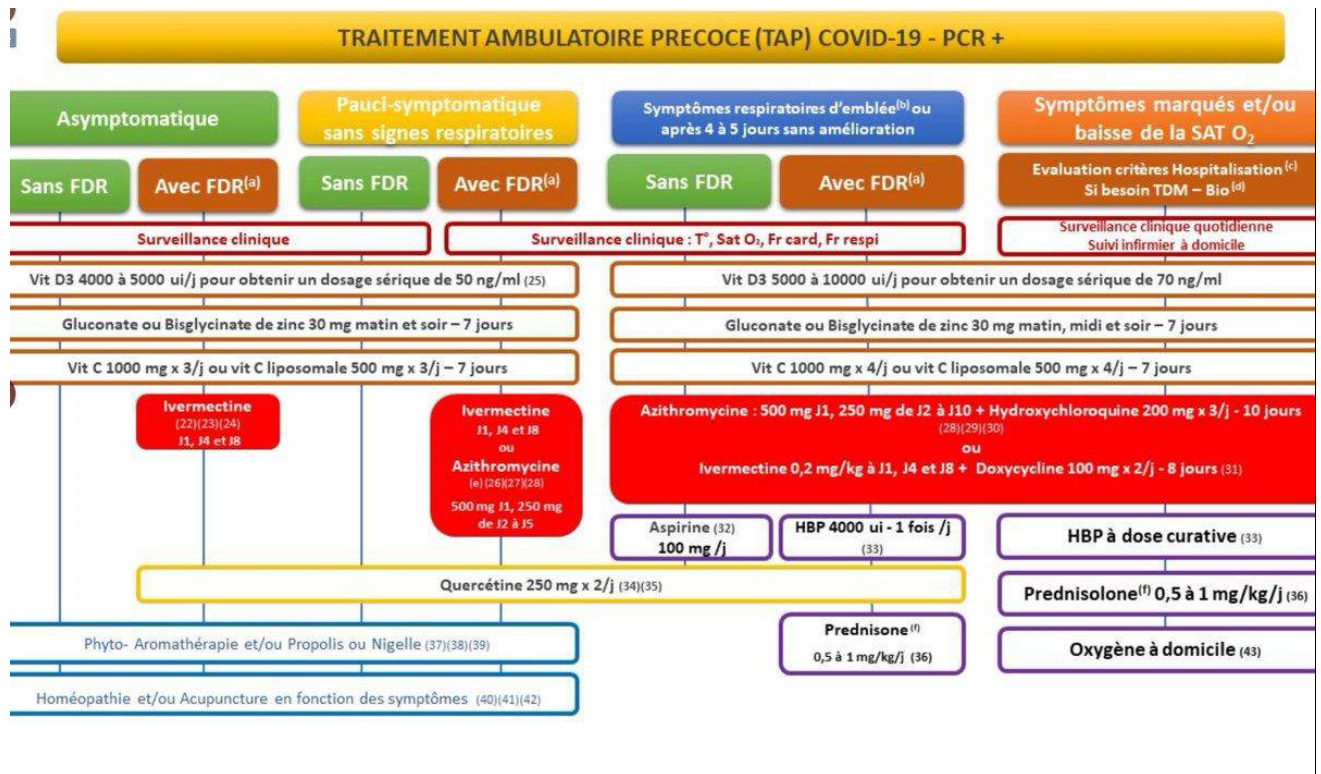 TRAITEMENT AMBULATOIRE PRECOCE (TAP) COVID-19 - PCR +
Asymptomatique
Pauci-symptomatique
sans signes respiratoires
Symptômes respiratoires d'emblée(b) ou
après 4 à 5 jours sans amélioration
Symptômes marqués et/ou
baisse de la SAT O₂
Sans FDR
Avec FDR(a)
Sans FDR
Avec FDR(a)
Sans FDR
Avec FDR(a)
Evaluation critères Hospitalisation (c)
Si besoin TDM – Bio (d)
Surveillance clinique
Surveillance clinique : T°, Sat O₂, Fr card, Fr respi
Surveillance clinique quotidienne
Suivi infirmier à domicile
Vit D3 4000 à 5000 ui/j pour obtenir un dosage sérique de 50 ng/ml (25)
Vit D3 5000 à 10000 ui/j pour obtenir un dosage sérique de 70 ng/ml
Gluconate ou Bisglycinate de zinc 30 mg matin et soir – 7 jours
Gluconate ou Bisglycinate de zinc 30 mg matin, midi et soir – 7 jours
Vit C 1000 mg x 3/j ou vit C liposomale 500 mg x 3/j – 7 jours
Vit C 1000 mg x 4/j ou vit C liposomale 500 mg x 4/j – 7 jours
Ivermectine
(22)(23)(24)
J1, J4 et J8
Ivermectine
J1, J4 et J8
ou
Azithromycine
(e)(26)(27)(28)
500 mg J1, 250 mg
de J2 à J5
Azithromycine : 500 mg J1, 250 mg de J2 à J10 + Hydroxychloroquine 200 mg x 3/j - 10 jours
(28)(29)(30)
ou
Ivermectine 0,2 mg/kg à J1, J4 et J8 + Doxycycline 100 mg x 2/j - 8 jours (31)
Aspirine (32)
100 mg /j
HBP 4000 ui - 1 fois /j
(33)
HBP à dose curative (33)
Quercétine 250 mg x 2/j (34)(35)
Prednisolone(f) 0,5 à 1 mg/kg/j (36)
Phyto- Aromathérapie et/ou Propolis ou Nigelle (37)(38)(39)
Prednisone (f)
0,5 à 1 mg/kg/j (36)
Oxygène à domicile (43)
Homéopathie et/ou Acupuncture en fonction des symptômes (40)(41)(42)